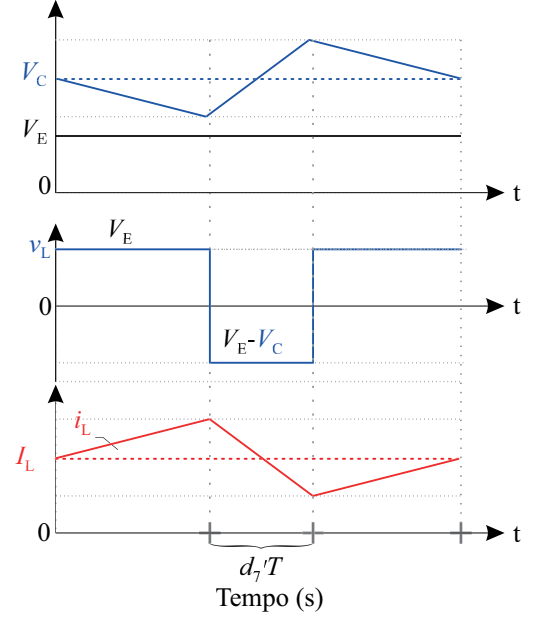 V_C
V_E
0
t
V_E
v_L
0
t
V_E-V_C
i_L
I_L
0
t
d_7'T
Tempo (s)